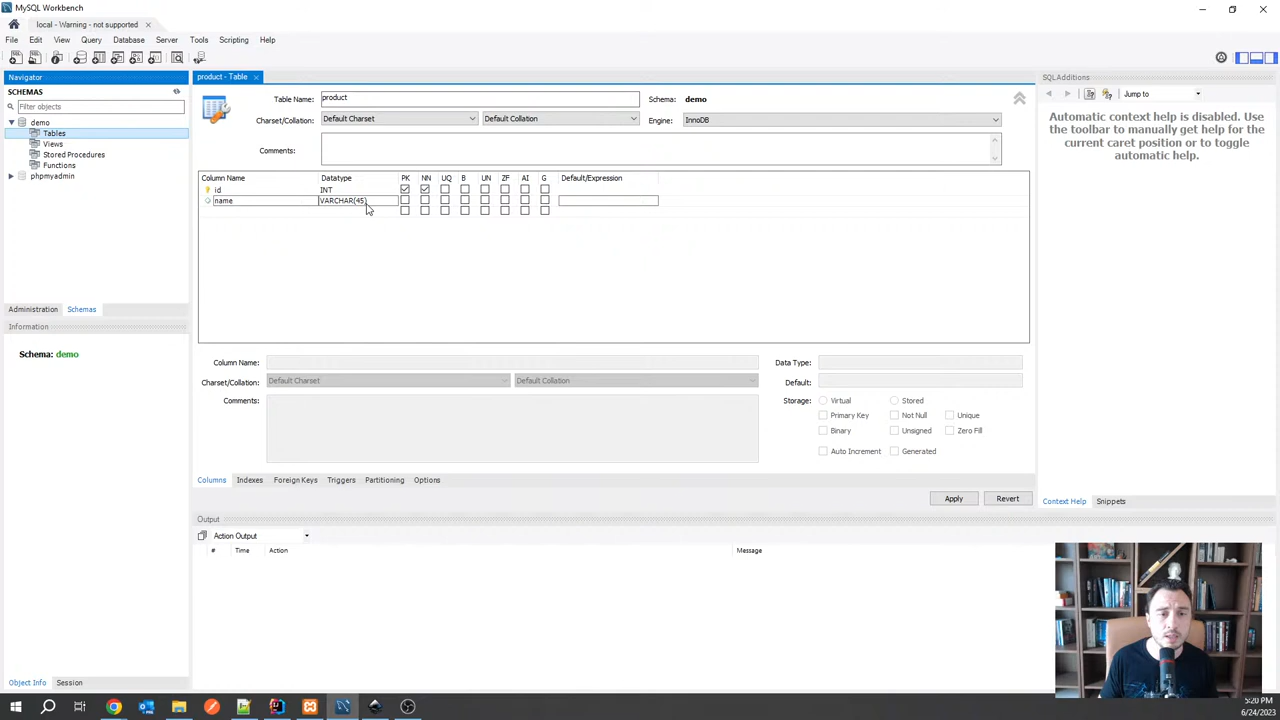 MySQL Workbench
local - Warning - not supported
File Edit View Query Database Server Tools Scripting Help
Navigator
SCHEMAS
Filter objects
demo
Tables
Views
Stored Procedures
Functions
phpmyadmin
Administration Schemas
Information
Schema: demo
Object Info Session
product - Table
Table Name: product Schema: demo
Charset/Collation: Default Charset Default Collation Engine: InnoDB
Comments:
Column Name Datatype PK NN UQ B UN ZF AI G Default/Expression
id INT
name VARCHAR(45)
Column Name: Data Type:
Charset/Collation: Default Charset Default Collation Default:
Comments: Storage: Virtual Stored
Primary Key Not Null Unique
Binary Unsigned Zero Fill
Auto Increment Generated
Columns Indexes Foreign Keys Triggers Partitioning Options
Apply Revert
Output
Action Output
# Time Action Message
SQLAdditions
Jump to
Automatic context help is disabled. Use
the toolbar to manually get help for the
current caret position or to toggle
automatic help.
Context Help Snippets
5:20 PM
6/24/2023